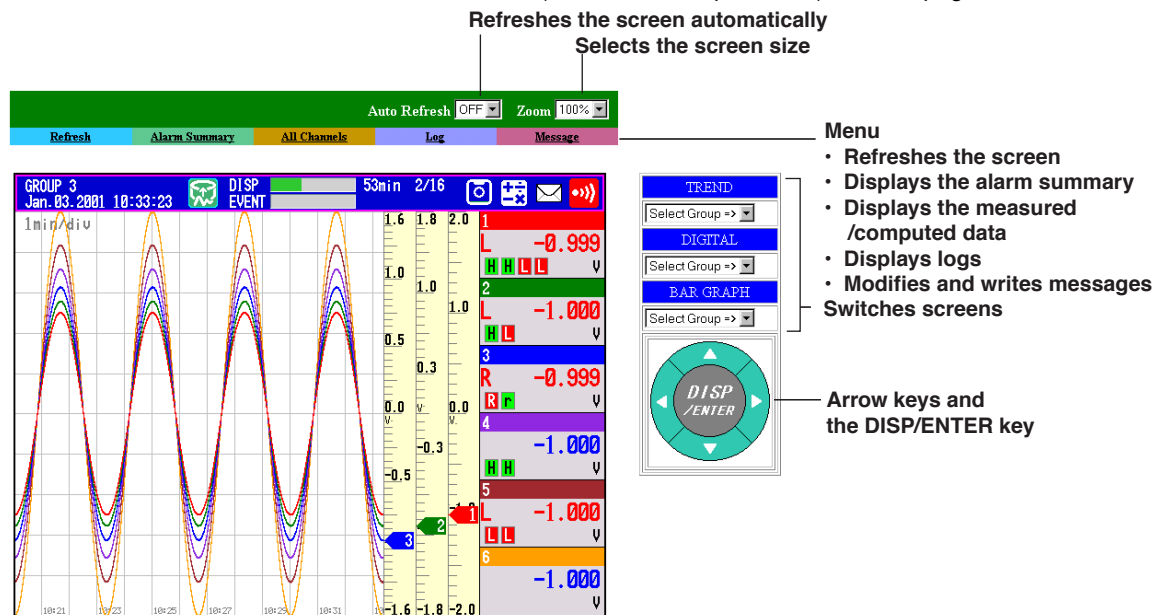 Refreshes the screen automatically
Selects the screen size
Auto Refresh OFF Zoom 100%
Refresh Alarm Summary All Channels Log Message
Menu
• Refreshes the screen
• Displays the alarm summary
• Displays the measured
/computed data
• Displays logs
• Modifies and writes messages
Switches screens
GROUP 3 DISP 53min 2/16
Jan.03.2001 10:33:23 EVENT
1min/div
1.6 1.8 2.0
1.0
1.0
1.0
0.5
0.3
0.0 0.0
V V V
-0.3
-0.5
3 2 1
-1.6 -1.8 -2.0
10:21 10:23 10:25 10:27 10:29 10:31
1
L -0.999
H H L L V
2
L -1.000
H L V
3
R -0.999
R r V
4
-1.000
H H V
5
L -1.000
L L V
6
-1.000
V
TREND
Select Group =>
DIGITAL
Select Group =>
BAR GRAPH
Select Group =>
DISP
/ENTER
Arrow keys and
the DISP/ENTER key